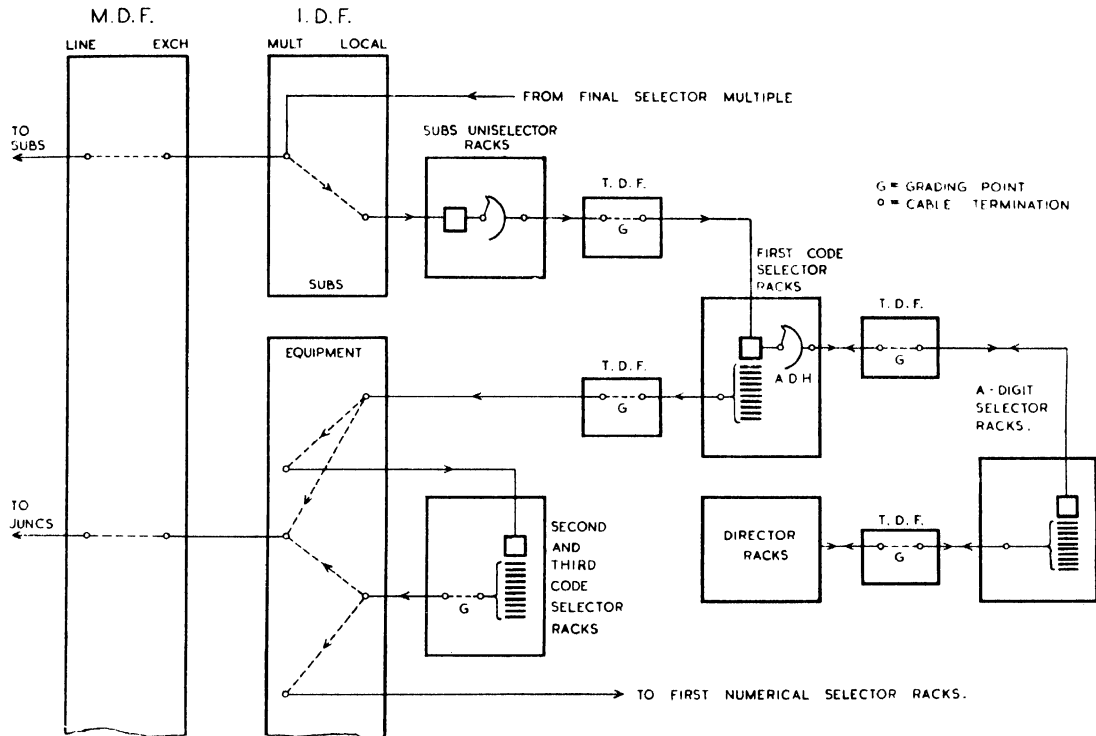 M.D.F.
I.D.F.
LINE EXCH
MULT LOCAL
FROM FINAL SELECTOR MULTIPLE
TO
SUBS
SUBS UNISELECTOR
RACKS
T.D.F.
G
G = GRADING POINT
O = CABLE TERMINATION
SUBS
FIRST CODE
SELECTOR
RACKS
T.D.F.
G
EQUIPMENT
T.D.F.
G
ADH
A-DIGIT
SELECTOR
RACKS.
TO
JUNCS
SECOND
AND
THIRD
CODE
SELECTOR
RACKS
G
DIRECTOR
RACKS
T.D.F.
G
TO FIRST NUMERICAL SELECTOR RACKS.